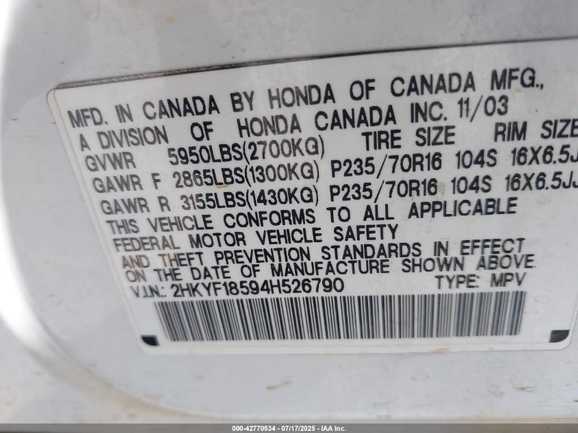 MFD. IN CANADA BY HONDA OF CANADA MFG.,
A DIVISION OF HONDA CANADA INC. 11/03
GVWR 5950LBS(2700KG) TIRE SIZE RIM SIZE
GAWR F 2865LBS(1300KG) P235/70R16 104S 16X6.5J
GAWR R 3155LBS(1430KG) P235/70R16 104S 16X6.5JJ
THIS VEHICLE CONFORMS TO ALL APPLICABLE
FEDERAL MOTOR VEHICLE SAFETY
AND THEFT PREVENTION STANDARDS IN EFFECT
ON THE DATE OF MANUFACTURE SHOWN ABOVE.
V.I.N.: 2HKYF18594H526790 TYPE: MPV
000-42770534 - 07/17/2025 - IAA Inc.